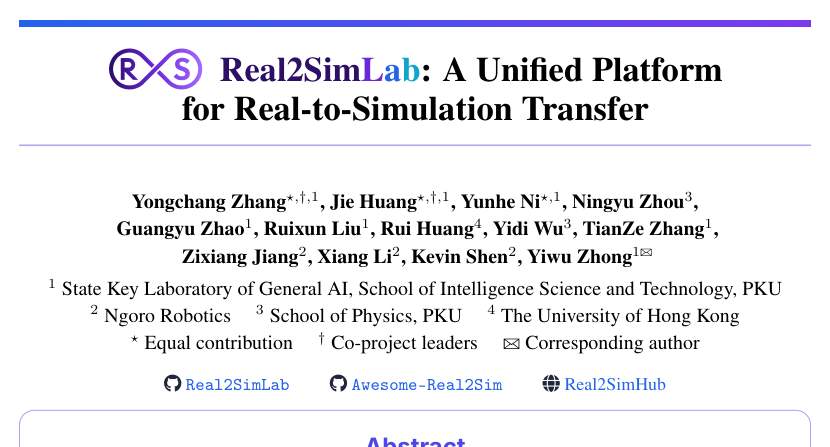 R S Real2SimLab: A Unified Platform
for Real-to-Simulation Transfer
Yongchang Zhang⋆,†,1, Jie Huang⋆,†,1, Yunhe Ni⋆,1, Ningyu Zhou3,
Guangyu Zhao1, Ruixun Liu1, Rui Huang4, Yidi Wu3, TianZe Zhang1,
Zixiang Jiang2, Xiang Li2, Kevin Shen2, Yiwu Zhong1✉
1 State Key Laboratory of General AI, School of Intelligence Science and Technology, PKU
2 Ngoro Robotics 3 School of Physics, PKU 4 The University of Hong Kong
⋆ Equal contribution † Co-project leaders ✉ Corresponding author
Real2SimLab Awesome-Real2Sim Real2SimHub
Abstract